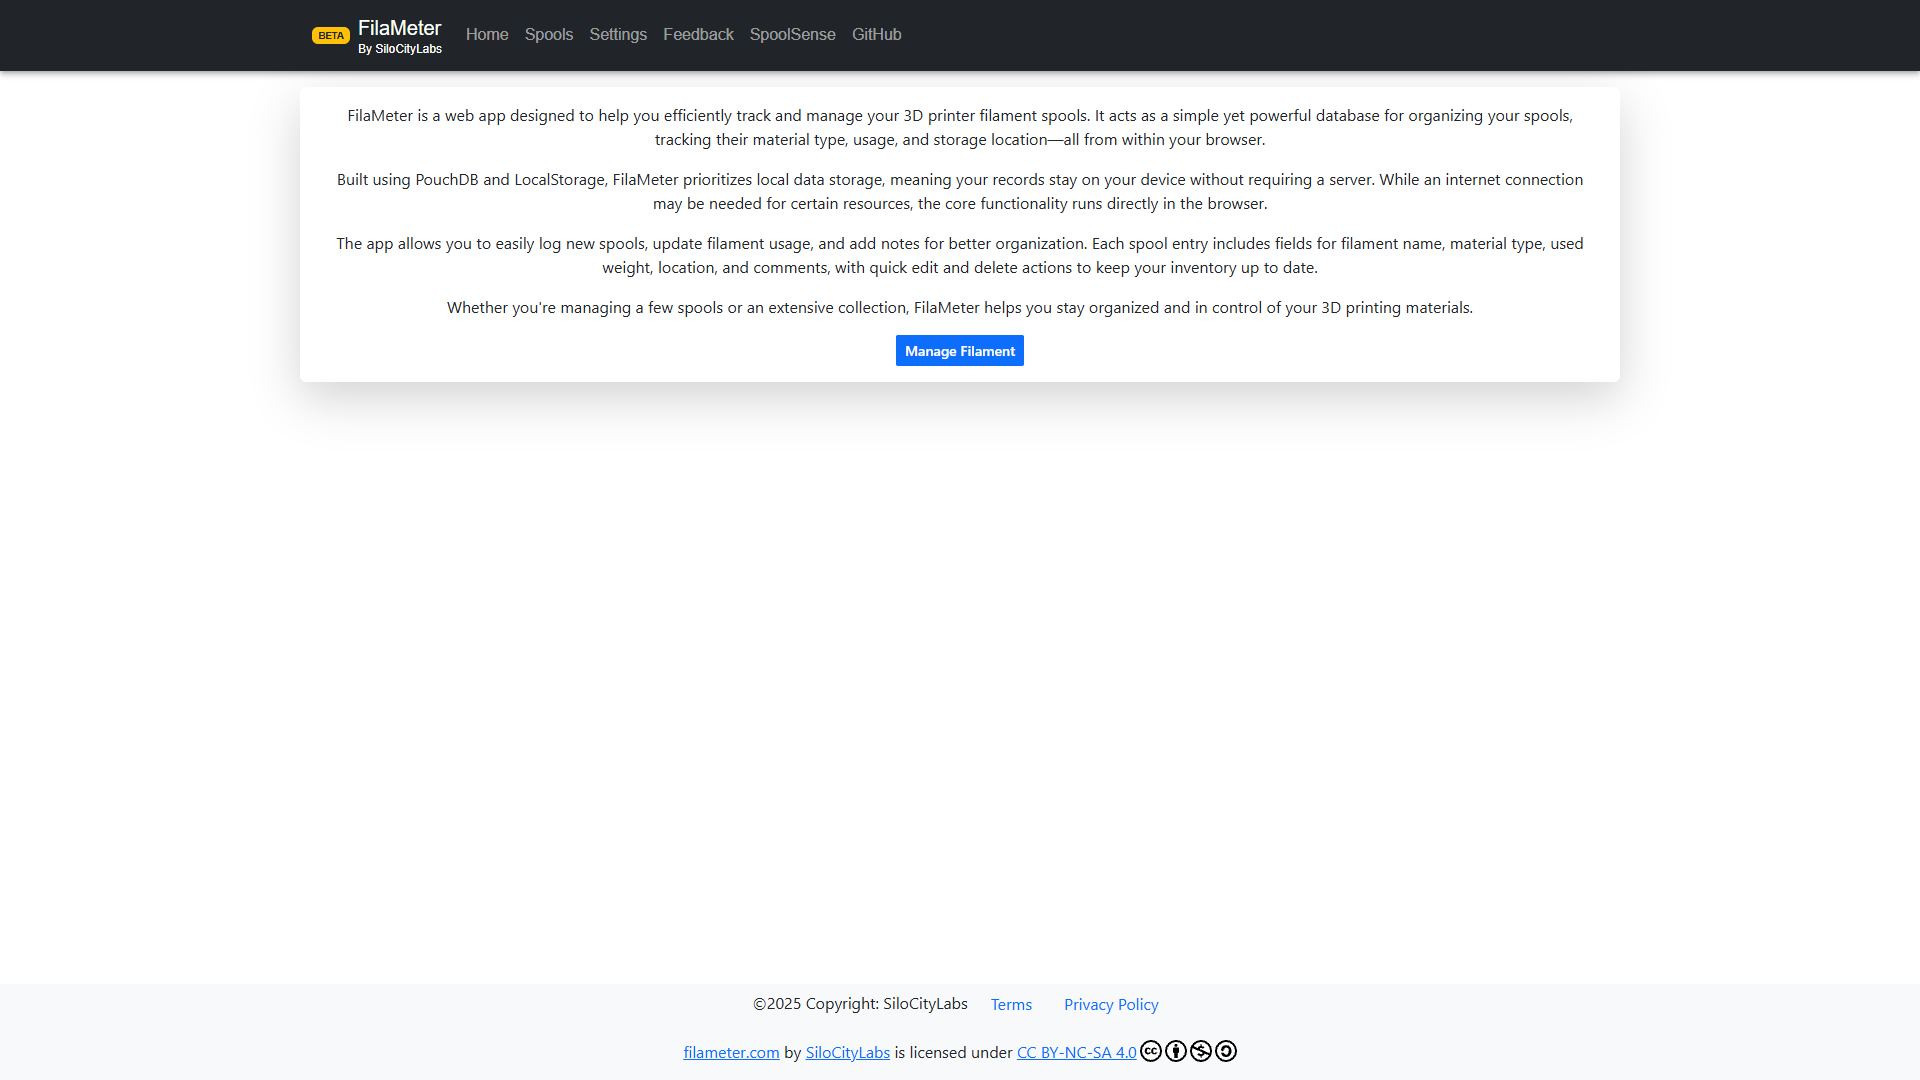 BETA
FilaMeter
By SiloCityLabs
Home
Spools
Settings
Feedback
SpoolSense
GitHub
FilaMeter is a web app designed to help you efficiently track and manage your 3D printer filament spools. It acts as a simple yet powerful database for organizing your spools,
tracking their material type, usage, and storage location—all from within your browser.
Built using PouchDB and LocalStorage, FilaMeter prioritizes local data storage, meaning your records stay on your device without requiring a server. While an internet connection
may be needed for certain resources, the core functionality runs directly in the browser.
The app allows you to easily log new spools, update filament usage, and add notes for better organization. Each spool entry includes fields for filament name, material type, used
weight, location, and comments, with quick edit and delete actions to keep your inventory up to date.
Whether you're managing a few spools or an extensive collection, FilaMeter helps you stay organized and in control of your 3D printing materials.
Manage Filament
©2025 Copyright: SiloCityLabs
Terms
Privacy Policy
filameter.com by SiloCityLabs is licensed under CC BY-NC-SA 4.0